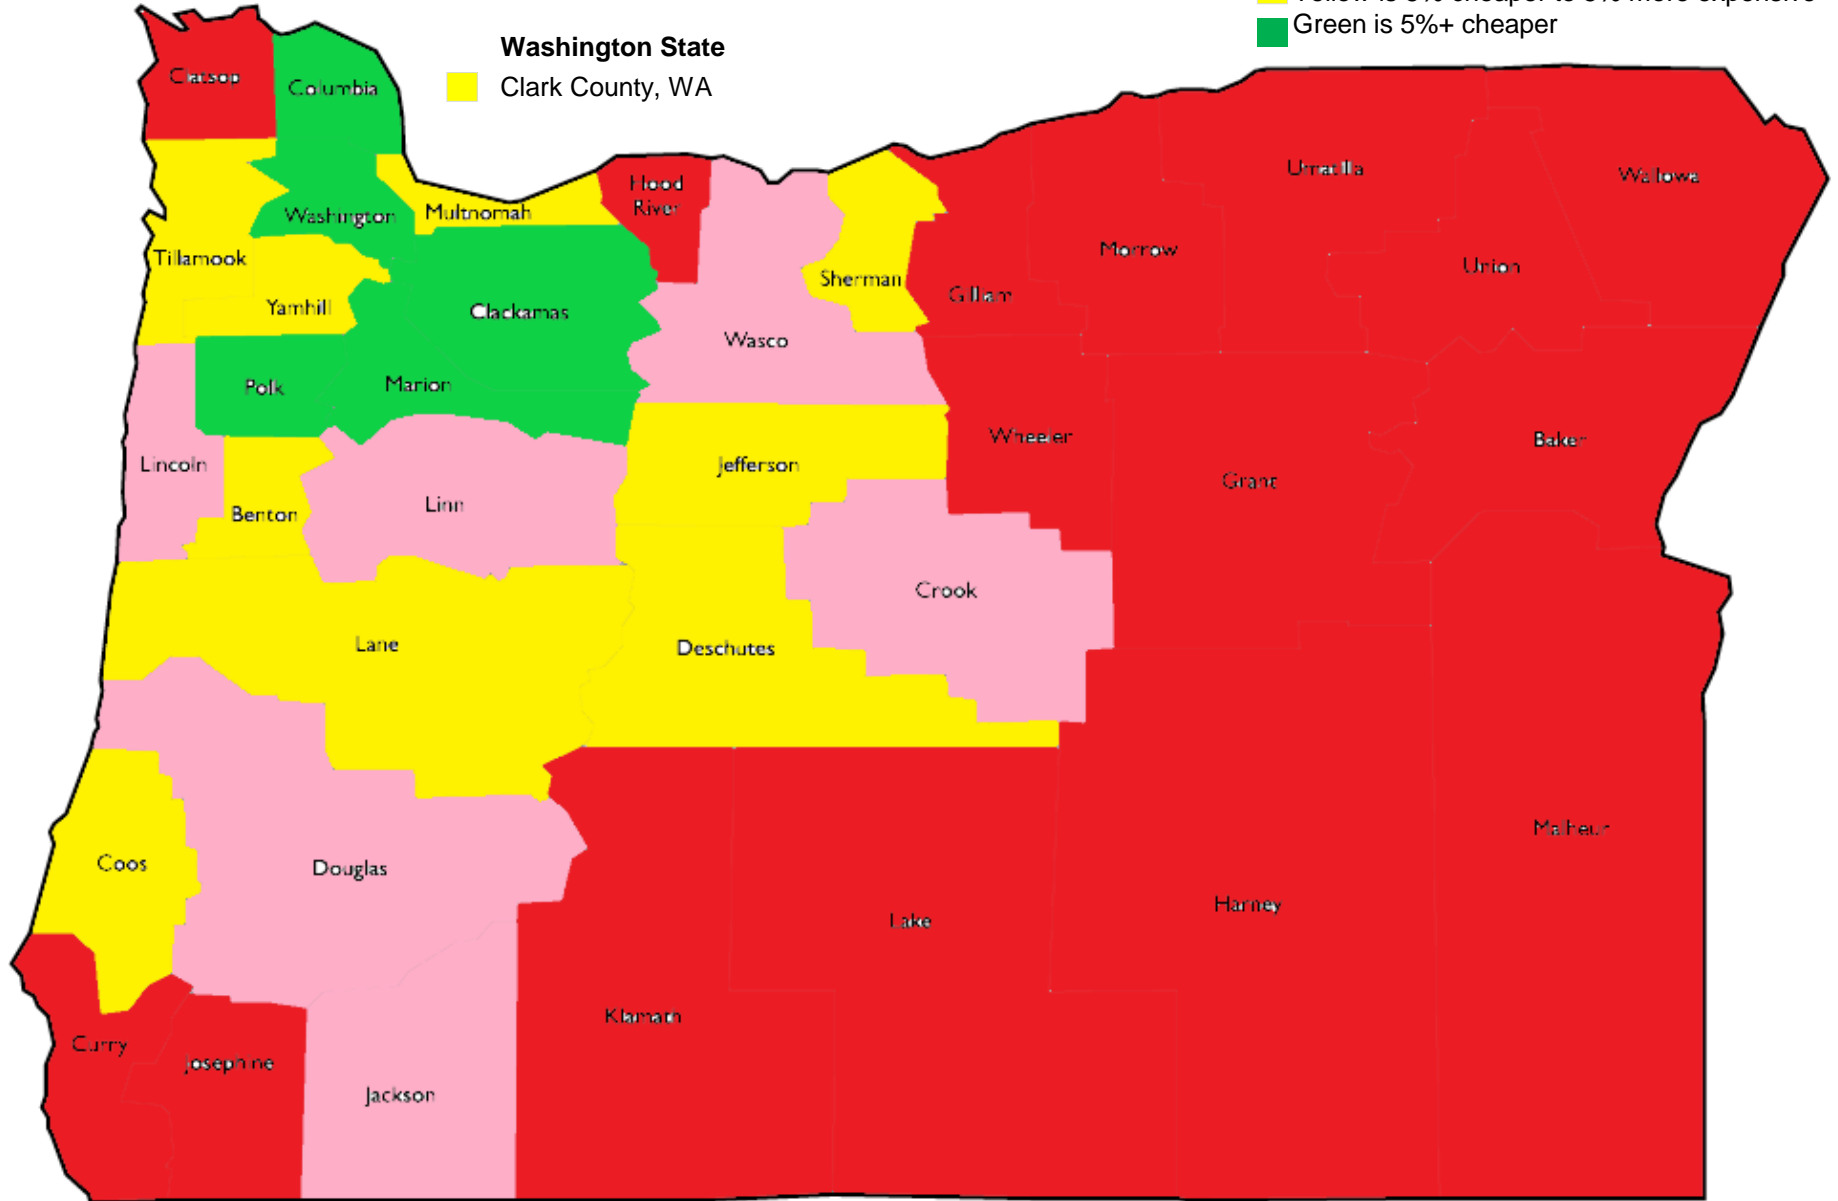 Green is 5%+ cheaper
Washington State
Clark County, WA
Clatsop
Columbia
Hood
River
Umatilla
Wallowa
Washington
Multnomah
Morrow
Tillamook
Sherman
Union
Gilliam
Yamhill
Clackamas
Wasco
Polk
Marion
Wheeler
Baker
Lincoln
Jefferson
Grant
Benton
Linn
Crook
Lane
Deschutes
Malheur
Coos
Douglas
Harney
Lake
Klamath
Curry
Josephine
Jackson